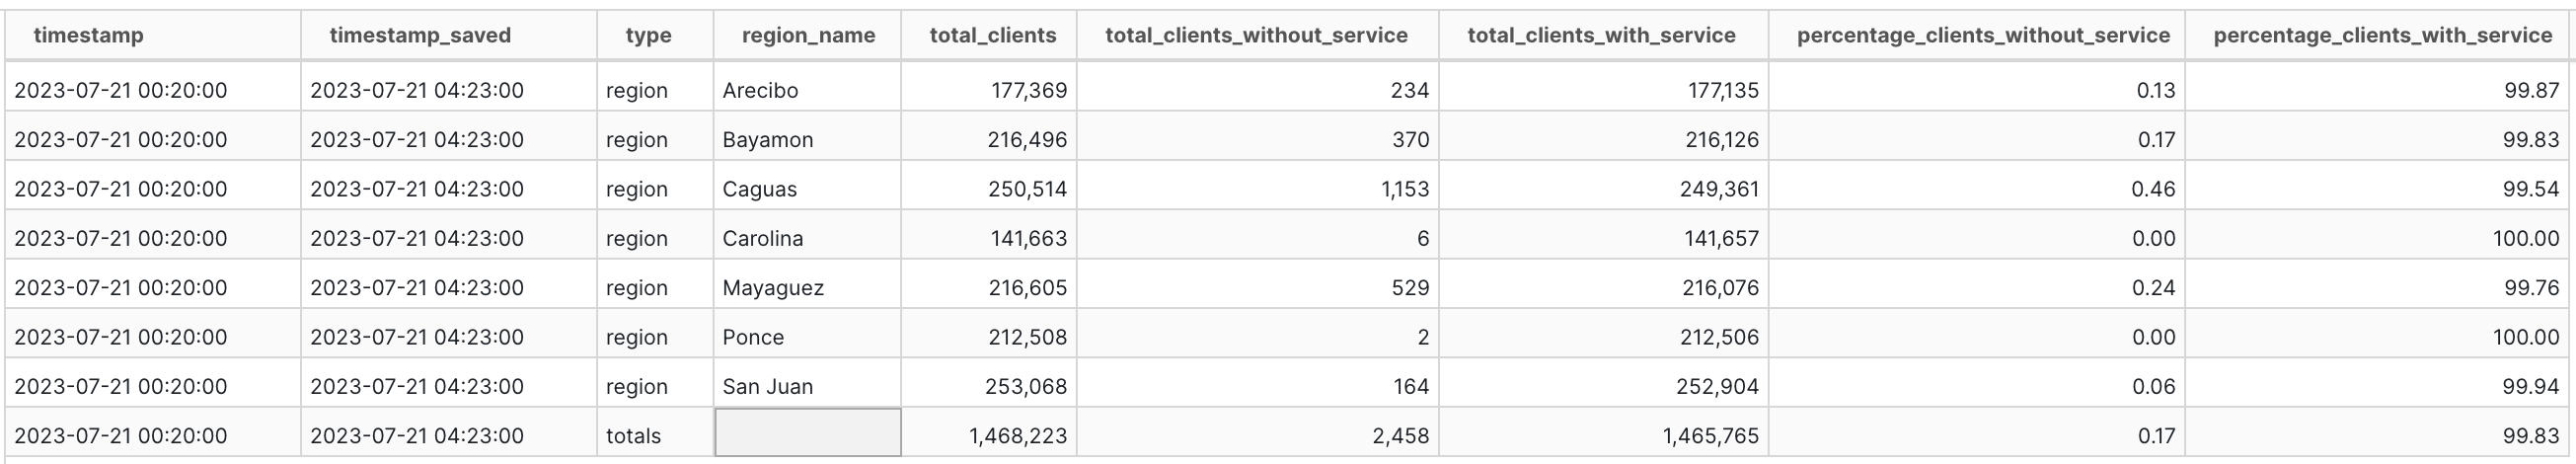 timestamp timestamp_saved type region_name total_clients total_clients_without_service total_clients_with_service percentage_clients_without_service percentage_clients_with_service
2023-07-21 00:20:00 2023-07-21 04:23:00 region Arecibo 177,369 234 177,135 0.13 99.87
2023-07-21 00:20:00 2023-07-21 04:23:00 region Bayamon 216,496 370 216,126 0.17 99.83
2023-07-21 00:20:00 2023-07-21 04:23:00 region Caguas 250,514 1,153 249,361 0.46 99.54
2023-07-21 00:20:00 2023-07-21 04:23:00 region Carolina 141,663 6 141,657 0.00 100.00
2023-07-21 00:20:00 2023-07-21 04:23:00 region Mayaguez 216,605 529 216,076 0.24 99.76
2023-07-21 00:20:00 2023-07-21 04:23:00 region Ponce 212,508 2 212,506 0.00 100.00
2023-07-21 00:20:00 2023-07-21 04:23:00 region San Juan 253,068 164 252,904 0.06 99.94
2023-07-21 00:20:00 2023-07-21 04:23:00 totals 1,468,223 2,458 1,465,765 0.17 99.83